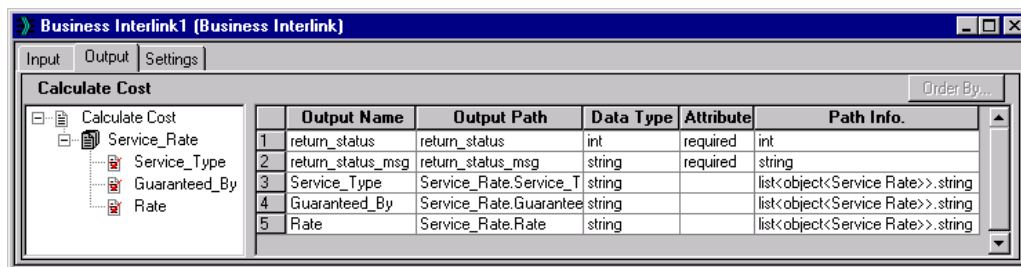 Business Interlink1 (Business Interlink)
Input Output Settings
Calculate Cost Order By...
Calculate Cost
Service_Rate
Service_Type
Guaranteed_By
Rate
Output Name Output Path Data Type Attribute Path Info.
1 return_status return_status int required int
2 return_status_msg return_status_msg string required string
3 Service_Type Service_Rate.Service_T string list<object<Service Rate>>.string
4 Guaranteed_By Service_Rate.Guarantee string list<object<Service Rate>>.string
5 Rate Service_Rate.Rate string list<object<Service Rate>>.string